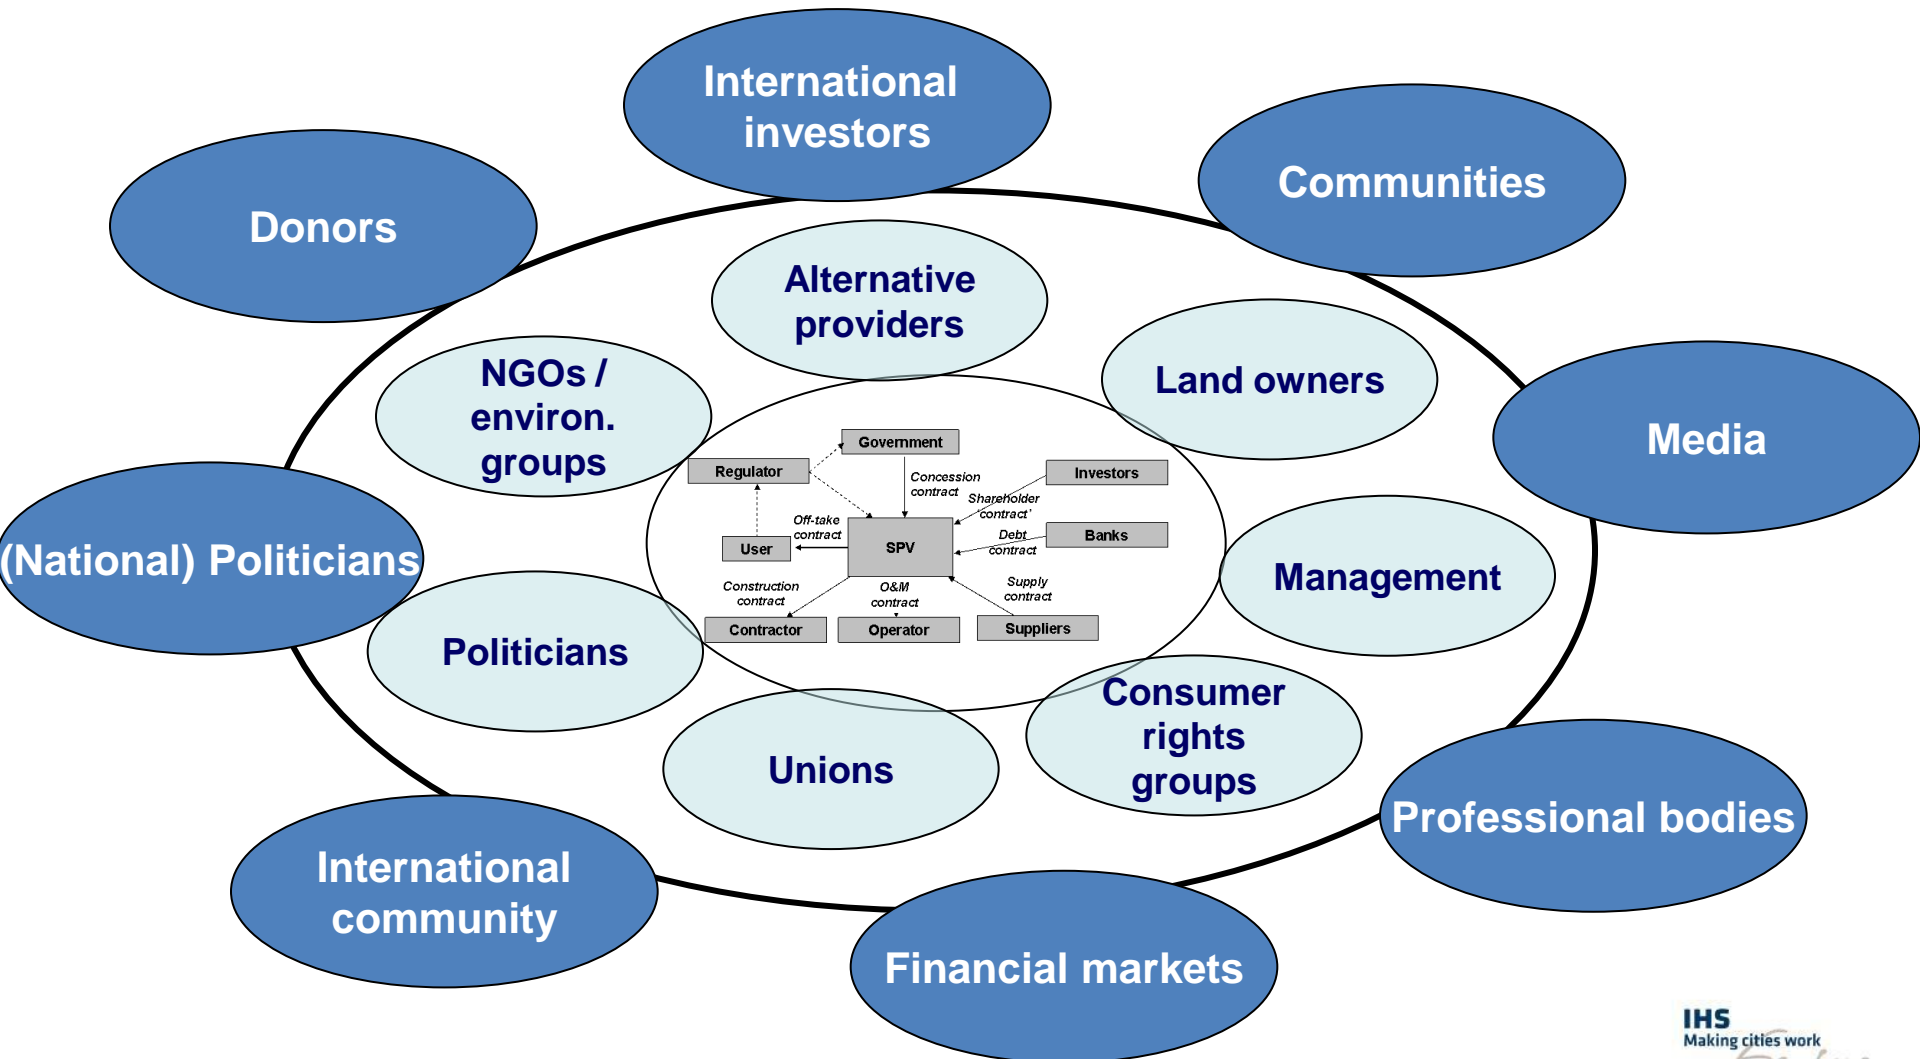 International
investors
Communities
Donors
Alternative
providers
NGOs /
environ.
groups
Land owners
Media
Government
Regulator
Concession
contract
Investors
Shareholder
'contract'
Off-take
contract
User
SPV
Debt
contract
Banks
(National) Politicians
Management
Construction
contract
O&M
contract
Supply
contract
Contractor
Operator
Suppliers
Politicians
Unions
Consumer
rights
groups
Professional bodies
International
community
Financial markets
IHS
Making cities work